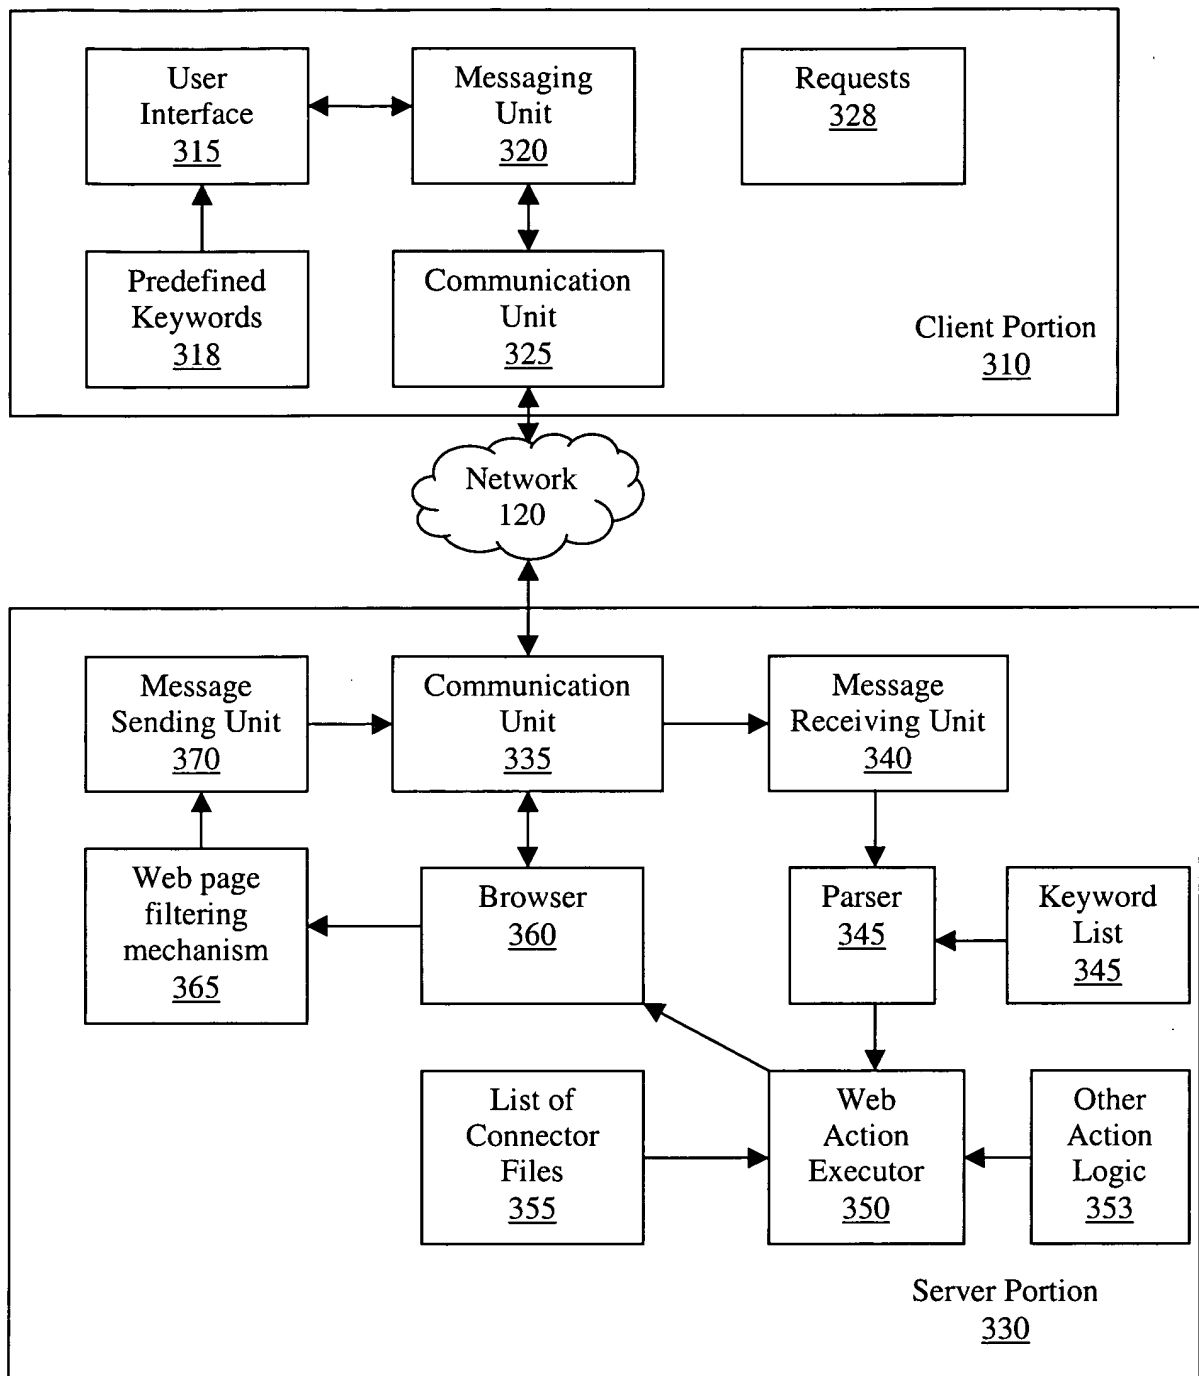 User
Interface
315
Messaging
Unit
320
Requests
328
Predefined
Keywords
318
Communication
Unit
325
Client Portion
310
Network
120
Message
Sending Unit
370
Communication
Unit
335
Message
Receiving Unit
340
Web page
filtering
mechanism
365
Browser
360
Parser
345
Keyword
List
345
List of
Connector
Files
355
Web
Action
Executor
350
Other
Action
Logic
353
Server Portion
330